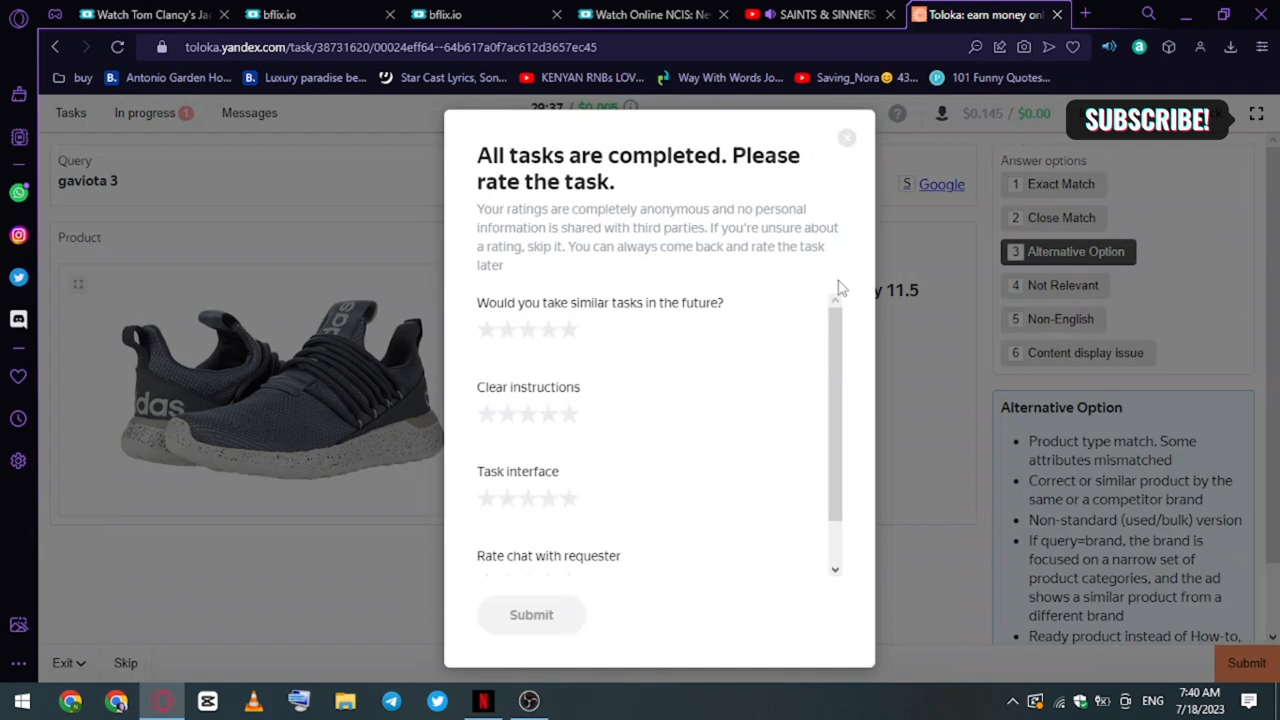 Watch Tom Clancy's Ja
bflix.io
bflix.io
Watch Online NCIS: Ne
SAINTS & SINNERS
Toloka: earn money onl
toloka.yandex.com/task/38731620/00024eff64--64b617a0f7ac612d3657ec45
buy
Antonio Garden Ho...
Luxury paradise be...
Star Cast Lyrics, Son...
KENYAN RNBs LOV...
Way With Words Jo...
Saving_Nora😊 43...
101 Funny Quotes...
Tasks
In progress 1
Messages
29:37 / $0.005
$0.145 / $0.00
SUBSCRIBE!
Query
gaviota 3
S Google
Product
adidas
das
y 11.5
All tasks are completed. Please
rate the task.
Your ratings are completely anonymous and no personal
information is shared with third parties. If you're unsure about
a rating, skip it. You can always come back and rate the task
later
Would you take similar tasks in the future?
Clear instructions
Task interface
Rate chat with requester
Submit
Answer options
1 Exact Match
2 Close Match
3 Alternative Option
4 Not Relevant
5 Non-English
6 Content display issue
Alternative Option
Product type match. Some
attributes mismatched
Correct or similar product by the
same or a competitor brand
Non-standard (used/bulk) version
If query=brand, the brand is
focused on a narrow set of
product categories, and the ad
shows a similar product from a
different brand
Ready product instead of How-to,
Exit
Skip
Submit
ENG
7:40 AM
7/18/2023